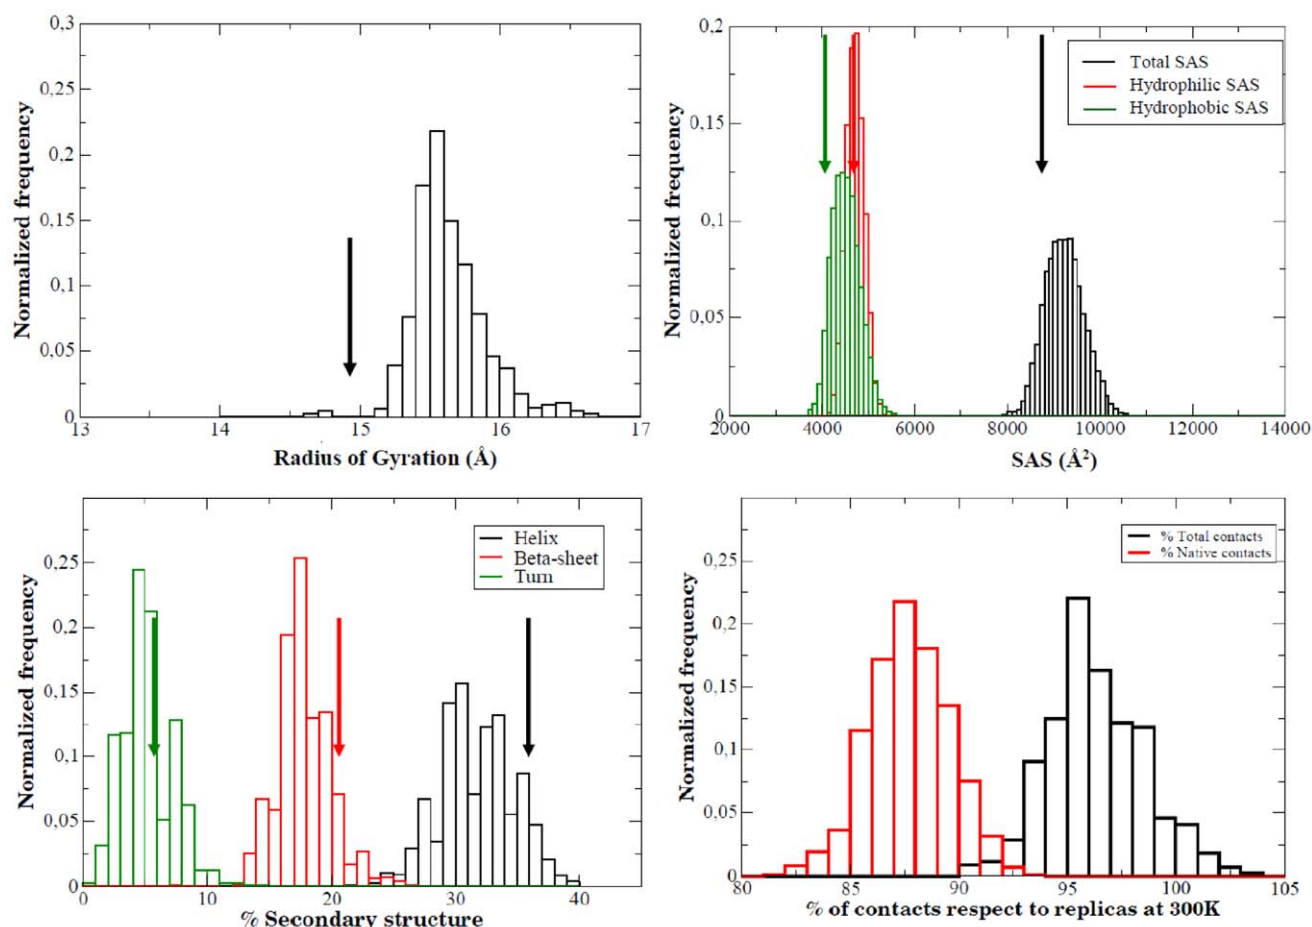 0,3
0,25
0,2
0,15
0,1
0,05
0
13
14
15
16
17
Normalized frequency
Radius of Gyration (Å)
0,2
0,15
0,1
0,05
0
2000
4000
6000
8000
10000
12000
14000
Normalized frequency
SAS (Å²)
Total SAS
Hydrophilic SAS
Hydrophobic SAS
0,25
0,2
0,15
0,1
0,05
0
0
10
20
30
40
Normalized frequency
% Secondary structure
Helix
Beta-sheet
Turn
0,25
0,2
0,15
0,1
0,05
0
80
85
90
95
100
105
Normalized frequency
% of contacts respect to replicas at 300K
% Total contacts
% Native contacts